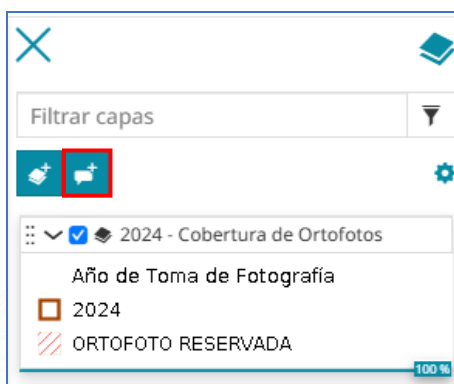 Filtrar capas
2024 - Cobertura de Ortofotos
Año de Toma de Fotografía
2024
ORTOFOTO RESERVADA
100 %